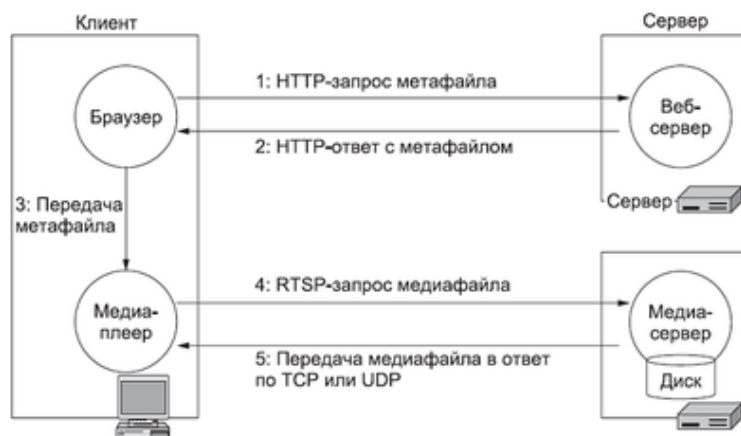 Клиент
Сервер
Браузер
1: HTTP-запрос метафайла
2: HTTP-ответ с метафайлом
Веб-
сервер
Сервер
3: Передача
метафайла
Медиа-
плеер
4: RTSP-запрос медиафайла
5: Передача медиафайла в ответ
по TCP или UDP
Медиа-
сервер
Диск